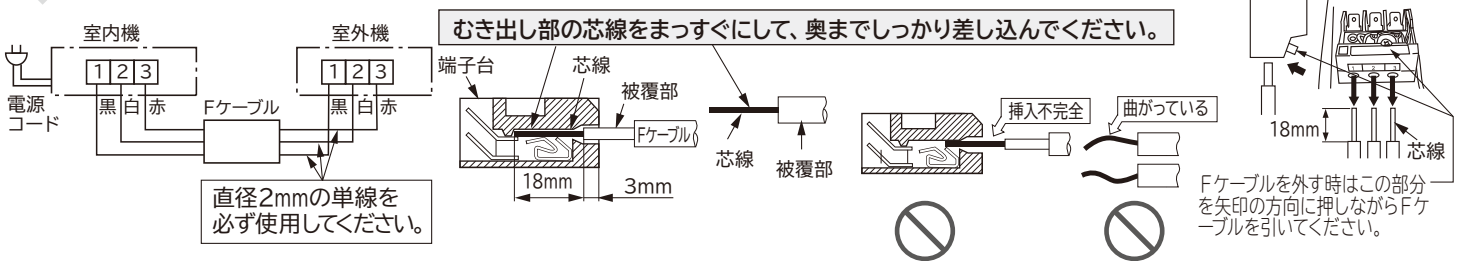 室内機
室外機
1 2 3
1 2 3
黒 白 赤
黒 白 赤
電源
コード
Fケーブル
直径2mmの単線を
必ず使用してください。
むき出し部の芯線をまっすぐにして、奥までしっかり差し込んでください。
端子台
芯線
被覆部
Fケーブル
18mm
3mm
芯線
被覆部
挿入不完全
曲がっている
1 2 3
18mm
芯線
Fケーブルを外す時はこの部分
を矢印の方向に押しながらFケ
ーブルを引いてください。